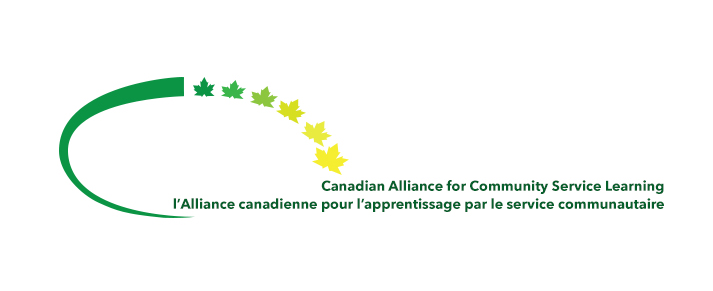 Canadian Alliance for Community Service Learning
l’Alliance canadienne pour l’apprentissage par le service communautaire